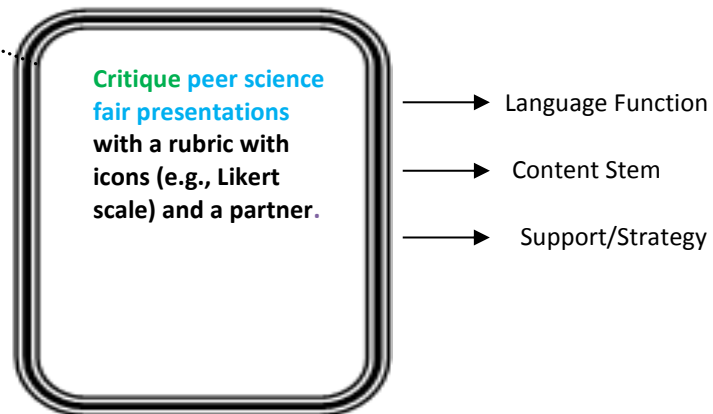 Critique peer science
fair presentations
with a rubric with
icons (e.g., Likert
scale) and a partner.
Language Function
Content Stem
Support/Strategy